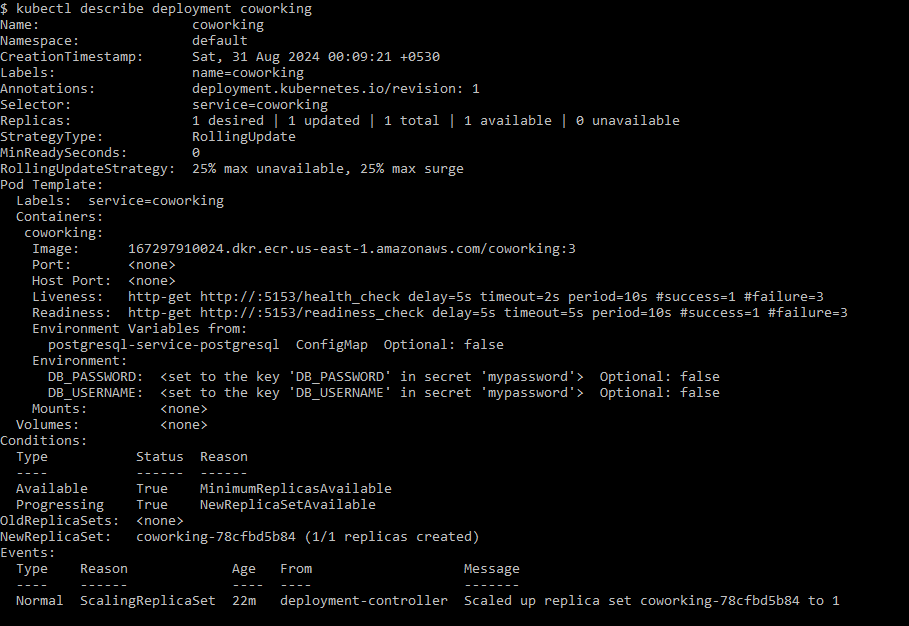 $ kubectl describe deployment coworking
Name:                   coworking
Namespace:              default
CreationTimestamp:      Sat, 31 Aug 2024 00:09:21 +0530
Labels:                 name=coworking
Annotations:            deployment.kubernetes.io/revision: 1
Selector:               service=coworking
Replicas:               1 desired | 1 updated | 1 total | 1 available | 0 unavailable
StrategyType:           RollingUpdate
MinReadySeconds:        0
RollingUpdateStrategy:  25% max unavailable, 25% max surge
Pod Template:
  Labels:  service=coworking
  Containers:
   coworking:
    Image:      167297910024.dkr.ecr.us-east-1.amazonaws.com/coworking:3
    Port:       <none>
    Host Port:  <none>
    Liveness:   http-get http://:5153/health_check delay=5s timeout=2s period=10s #success=1 #failure=3
    Readiness:  http-get http://:5153/readiness_check delay=5s timeout=5s period=10s #success=1 #failure=3
    Environment Variables from:
      postgresql-service-postgresql  ConfigMap  Optional: false
    Environment:
      DB_PASSWORD:  <set to the key 'DB_PASSWORD' in secret 'mypassword'>  Optional: false
      DB_USERNAME:  <set to the key 'DB_USERNAME' in secret 'mypassword'>  Optional: false
    Mounts:         <none>
  Volumes:          <none>
Conditions:
  Type           Status  Reason
  ----           ------  ------
  Available      True    MinimumReplicasAvailable
  Progressing    True    NewReplicaSetAvailable
OldReplicaSets:  <none>
NewReplicaSet:   coworking-78cfbd5b84 (1/1 replicas created)
Events:
  Type    Reason             Age   From                   Message
  ----    ------             ----  ----                   -------
  Normal  ScalingReplicaSet  22m   deployment-controller  Scaled up replica set coworking-78cfbd5b84 to 1